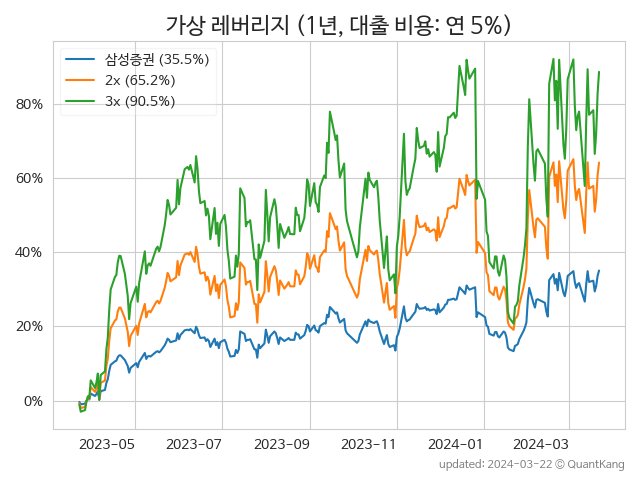 가상 레버리지 (1년, 대출 비용: 연 5%)
삼성증권 (35.5%)
2x (65.2%)
3x (90.5%)
80%
60%
40%
20%
0%
2023-05 2023-07 2023-09 2023-11 2024-01 2024-03
updated: 2024-03-22 © QuantKang